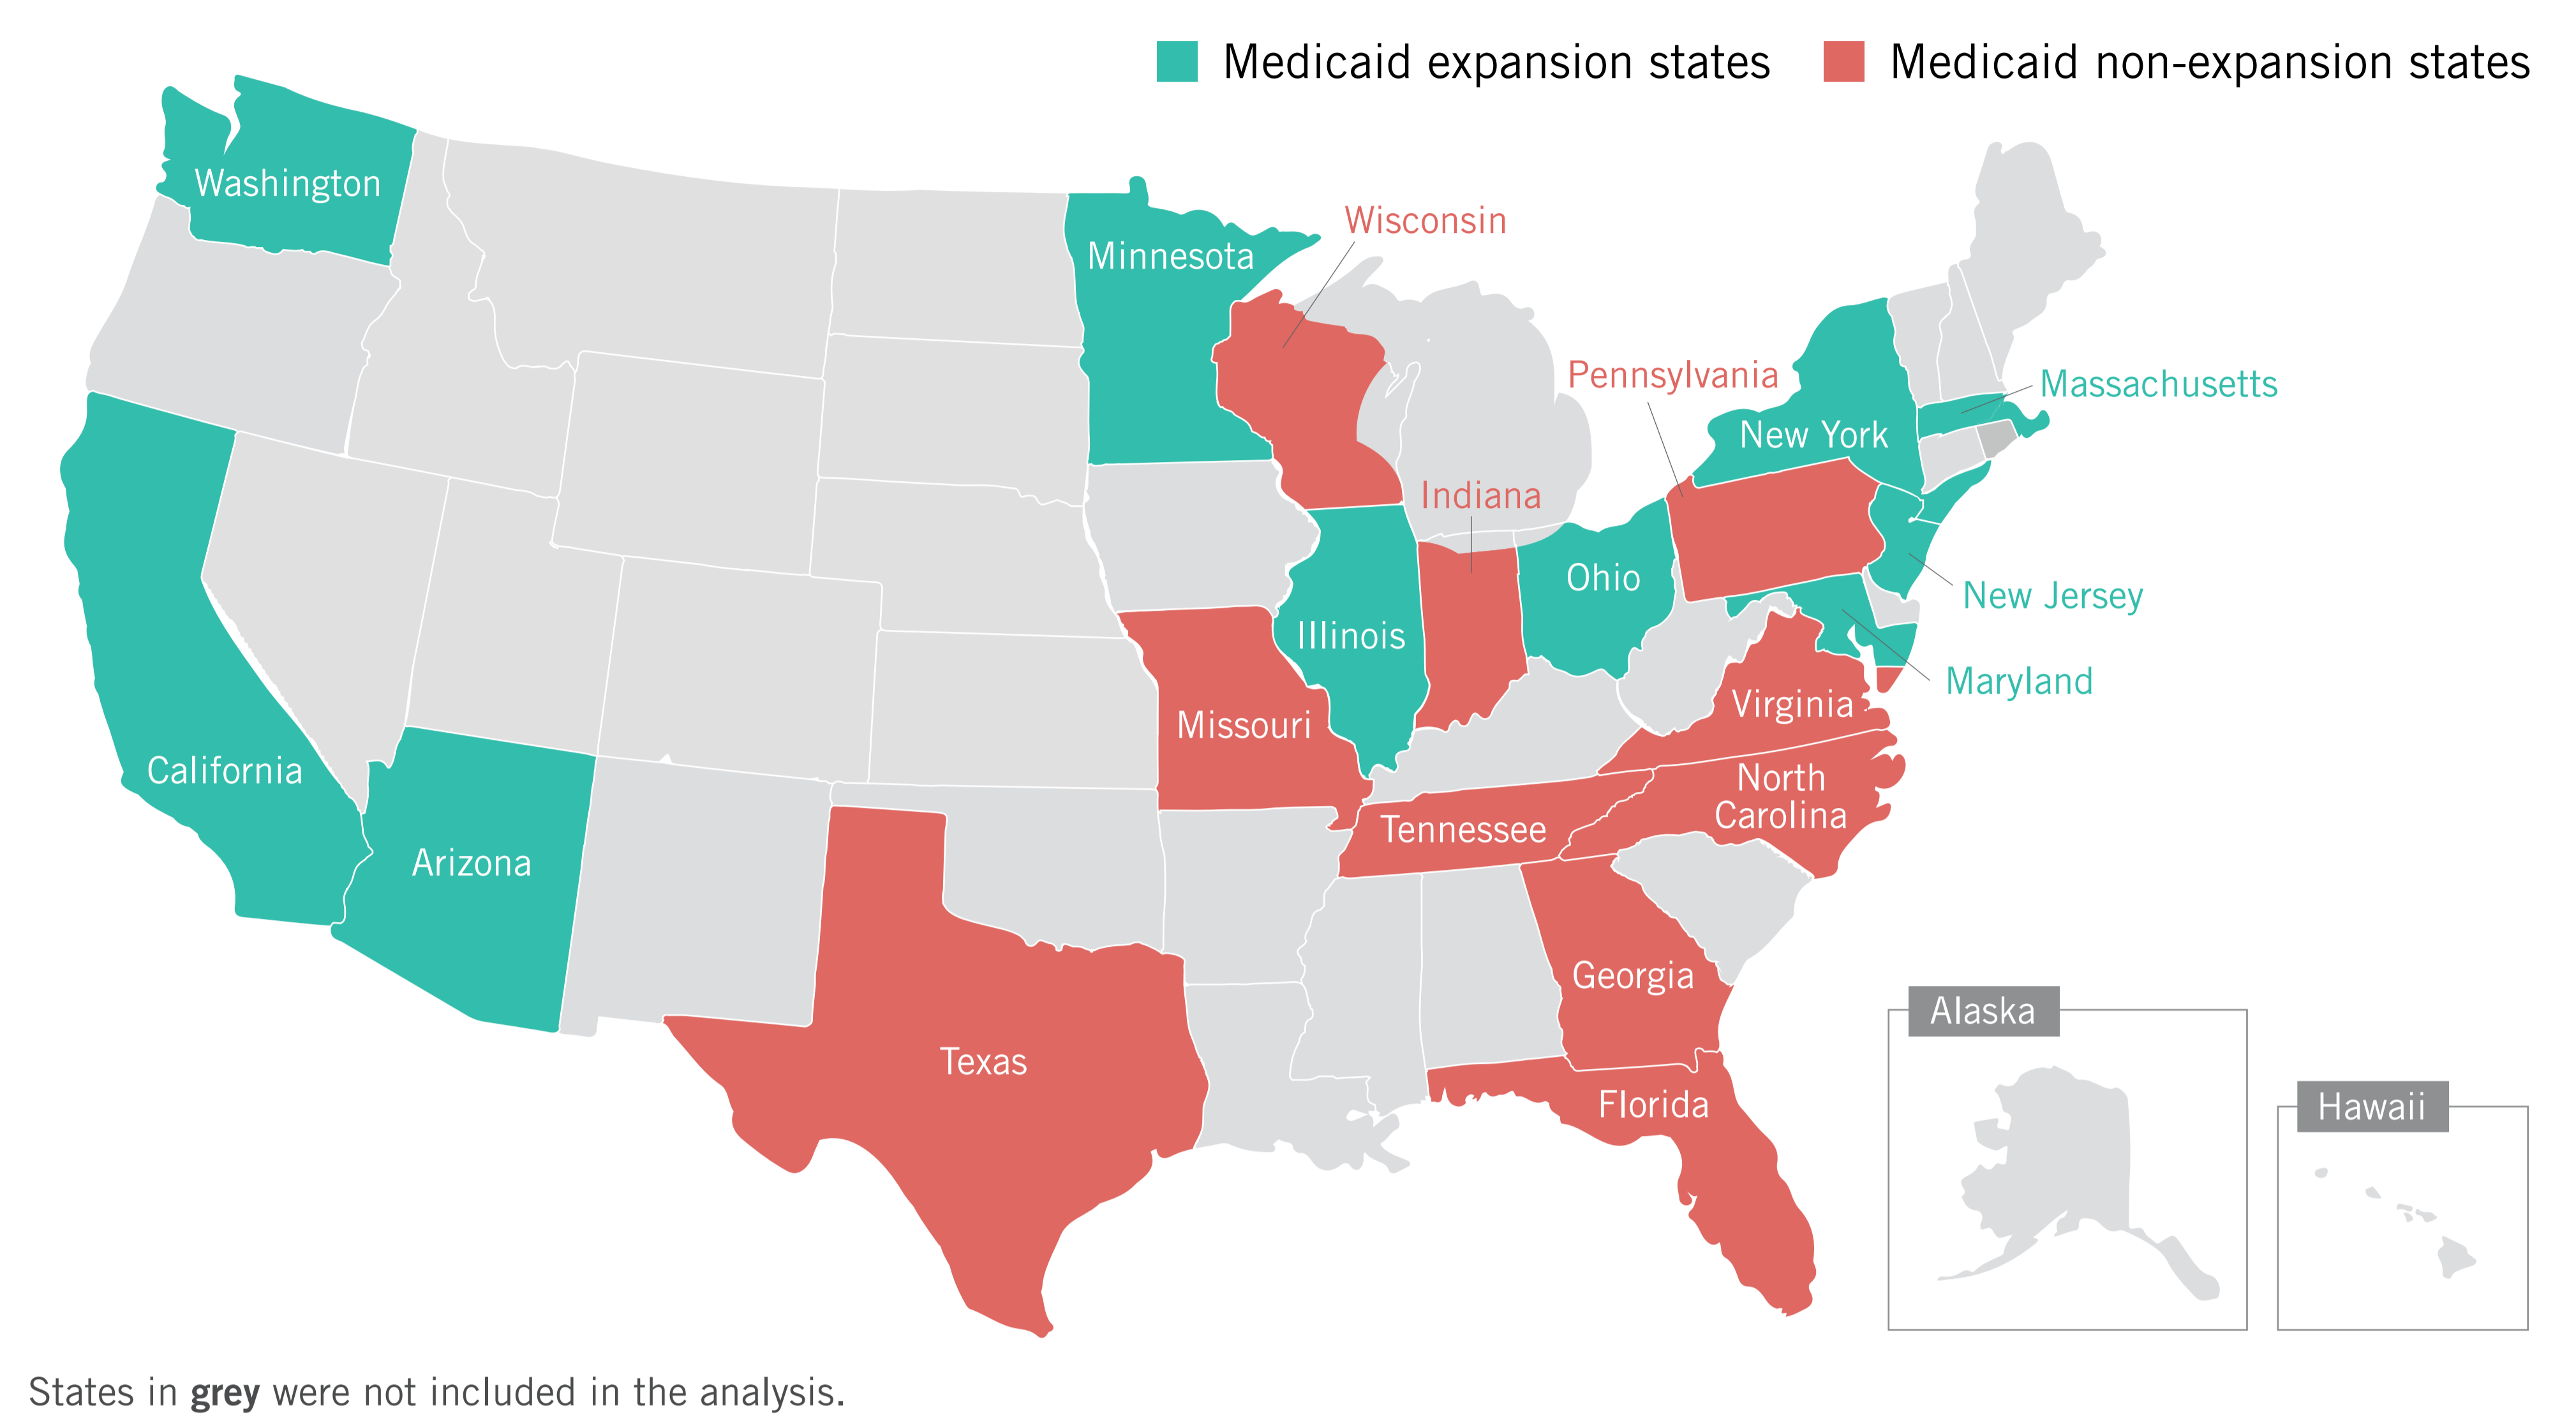 Medicaid expansion states
Medicaid non-expansion states
Washington
Minnesota
Wisconsin
Pennsylvania
Massachusetts
New York
Indiana
Ohio
New Jersey
Illinois
Maryland
Virginia
Missouri
California
North
Carolina
Tennessee
Arizona
Georgia
Texas
Florida
Alaska
Hawaii
States in grey were not included in the analysis.